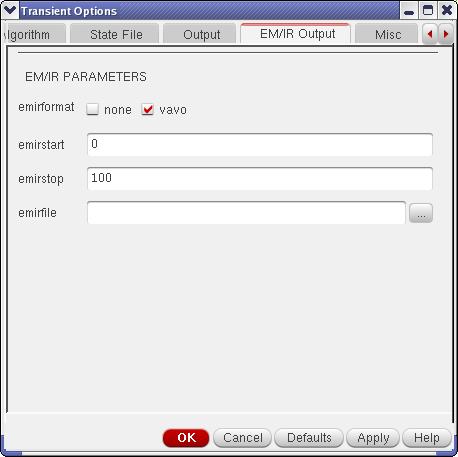 Transient Options
Algorithm State File Output EM/IR Output Misc
EM/IR PARAMETERS
emirformat none vavo
emirstart 0
emirstop 100
emirfile ...
OK Cancel Defaults Apply Help